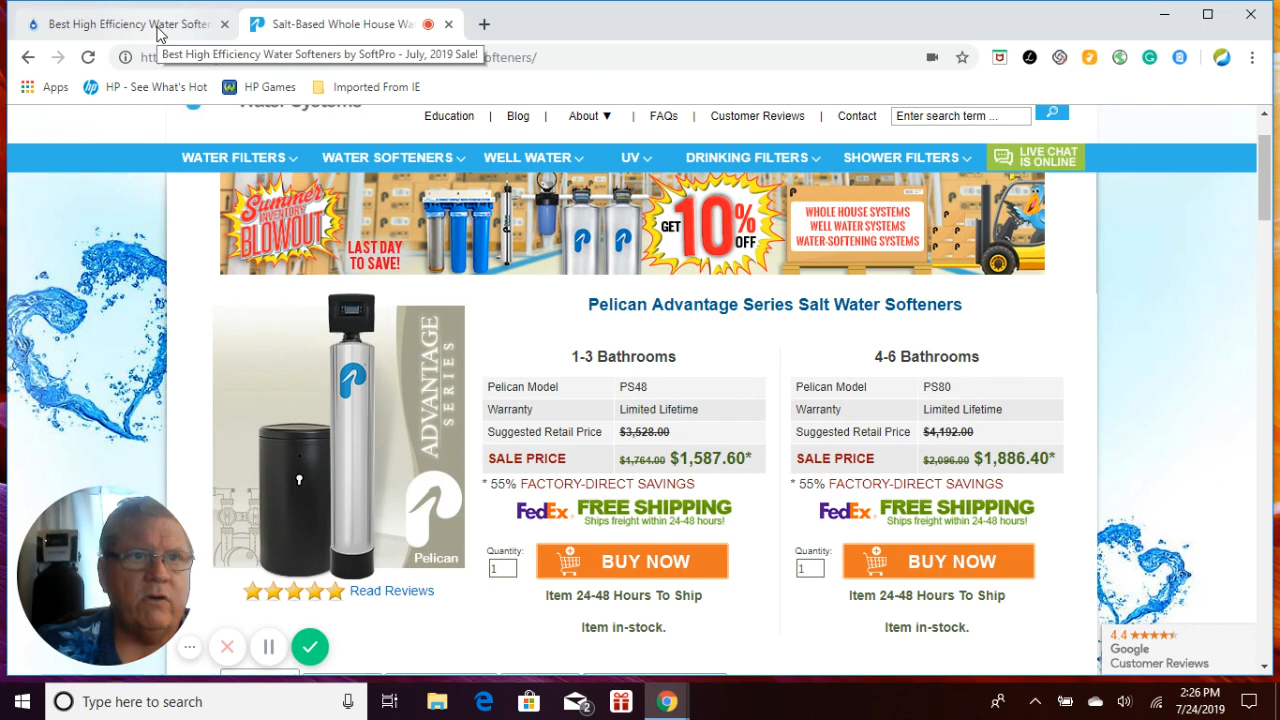 Best High Efficiency Water Softer
Salt-Based Whole House Wa
Best High Efficiency Water Softeners by SoftPro - July, 2019 Sale!
ofteners/
Apps
HP - See What's Hot
HP Games
Imported From IE
Water Systems
Education | Blog | About ▼ | FAQs | Customer Reviews | Contact
Enter search term ...
WATER FILTERS WATER SOFTENERS WELL WATER UV DRINKING FILTERS SHOWER FILTERS
LIVE CHAT
IS ONLINE
Summer
INVENTORY
BLOWOUT
LAST DAY
TO SAVE!
GET 10% OFF
WHOLE HOUSE SYSTEMS
WELL WATER SYSTEMS
WATER-SOFTENING SYSTEMS
ADVANTAGE
SERIES
Pelican
Read Reviews
Pelican Advantage Series Salt Water Softeners
1-3 Bathrooms
Pelican Model PS48
Warranty Limited Lifetime
Suggested Retail Price $3,528.00
SALE PRICE $1,764.00 $1,587.60*
* 55% FACTORY-DIRECT SAVINGS
FedEx. FREE SHIPPING
Ships freight within 24-48 hours!
Quantity:
1
BUY NOW
Item 24-48 Hours To Ship
Item in-stock.
4-6 Bathrooms
Pelican Model PS80
Warranty Limited Lifetime
Suggested Retail Price $4,192.00
SALE PRICE $2,096.00 $1,886.40*
* 55% FACTORY-DIRECT SAVINGS
FedEx. FREE SHIPPING
Ships freight within 24-48 hours!
Quantity:
1
BUY NOW
Item 24-48 Hours To Ship
Item in-stock.
4.4
Google
Customer Reviews
Type here to search
2
2:26 PM
7/24/2019